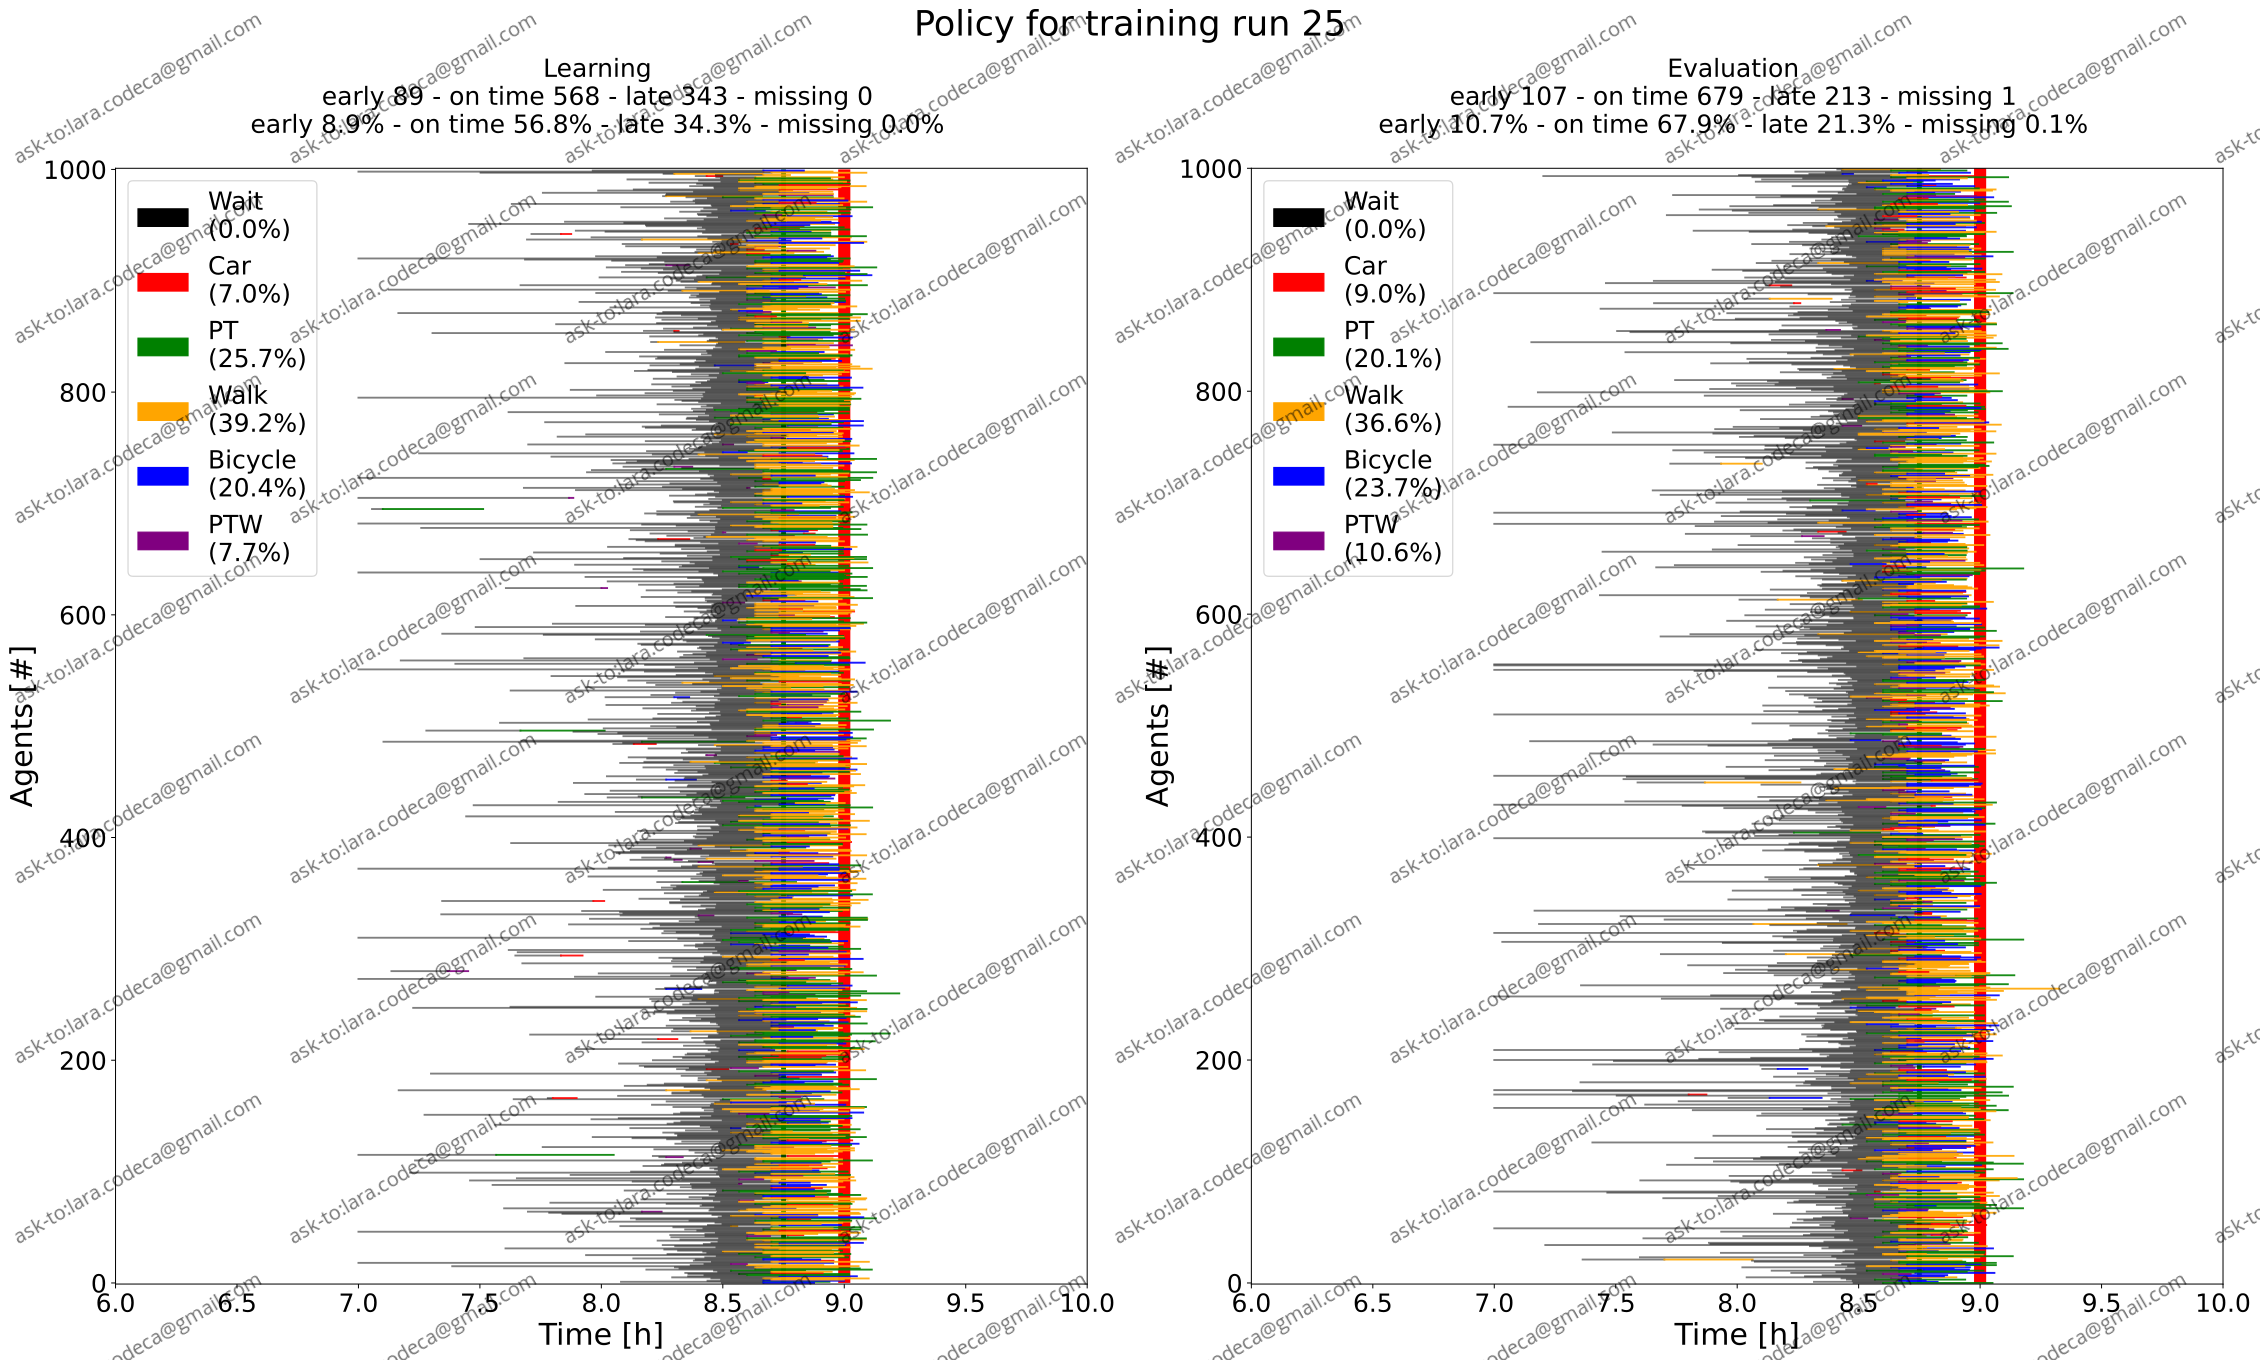 Policy for training run 25
Learning
early 89 - on time 568 - late 343 - missing 0
early 8.9% - on time 56.8% - late 34.3% - missing 0.0%
Agents [#]
1000
800
600
400
200
0
Wait
(0.0%)
Car
(7.0%)
PT
(25.7%)
Walk
(39.2%)
Bicycle
(20.4%)
PTW
(7.7%)
6.0 6.5 7.0 7.5 8.0 8.5 9.0 9.5 10.0
Time [h]
Evaluation
early 107 - on time 679 - late 213 - missing 1
early 10.7% - on time 67.9% - late 21.3% - missing 0.1%
Agents [#]
1000
800
600
400
200
0
Wait
(0.0%)
Car
(9.0%)
PT
(20.1%)
Walk
(36.6%)
Bicycle
(23.7%)
PTW
(10.6%)
6.0 6.5 7.0 7.5 8.0 8.5 9.0 9.5 10.0
Time [h]
ask-to:lara.codeca@gmail.com